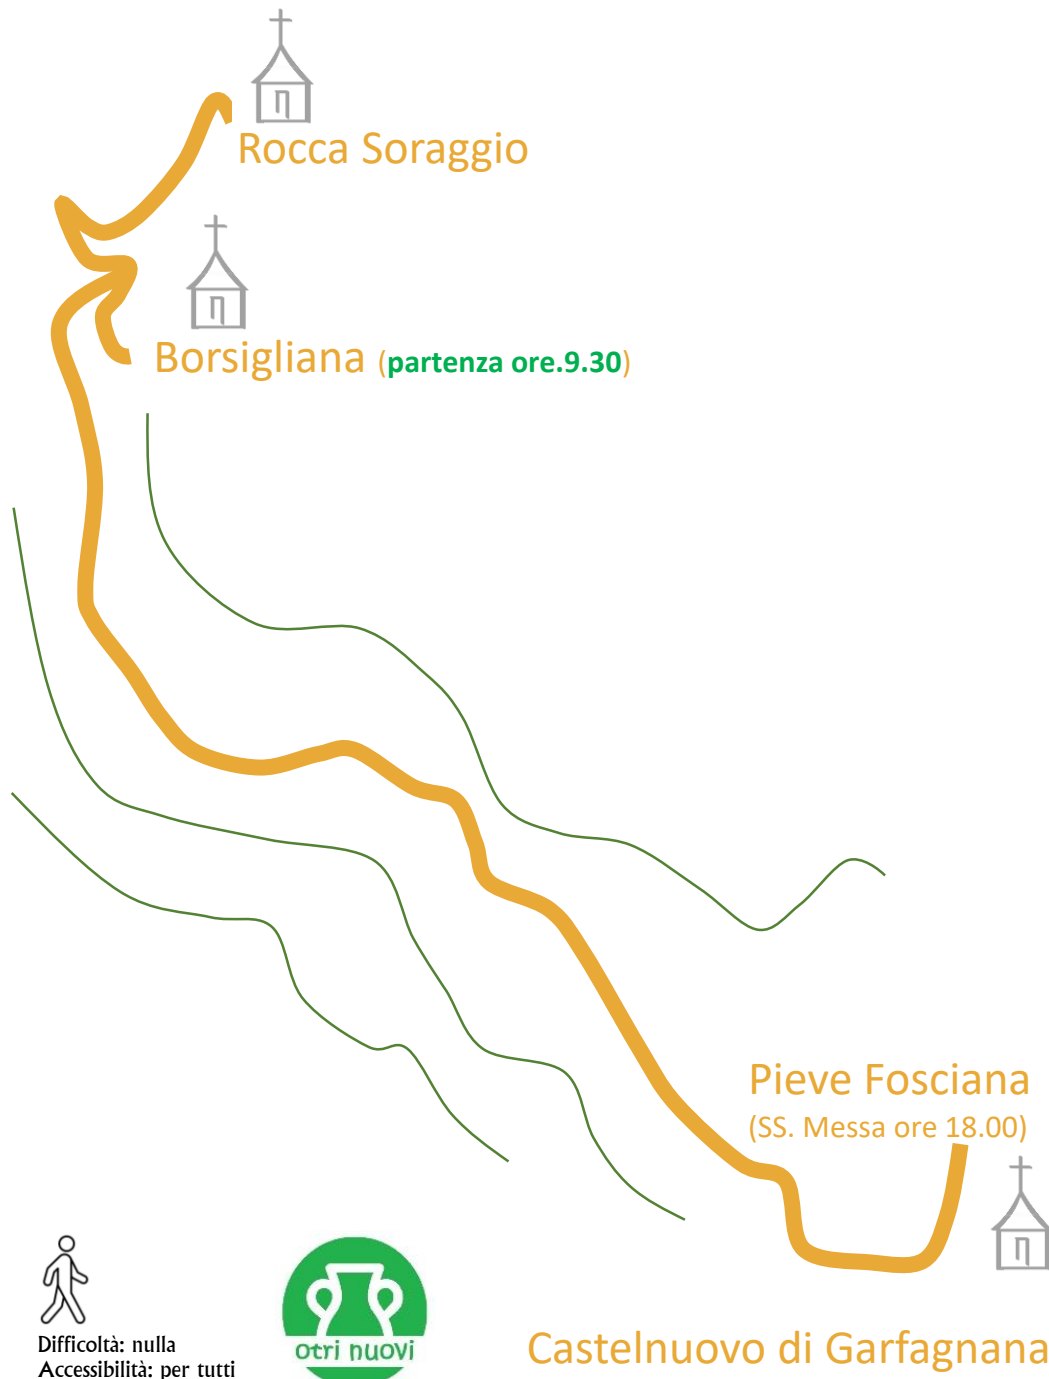 Rocca Soraggio
Borsigliana (partenza ore.9.30)
Pieve Fosciana
(SS. Messa ore 18.00)
Difficoltà: nulla
Accessibilità: per tutti
otri nuovi
Castelnuovo di Garfagnana